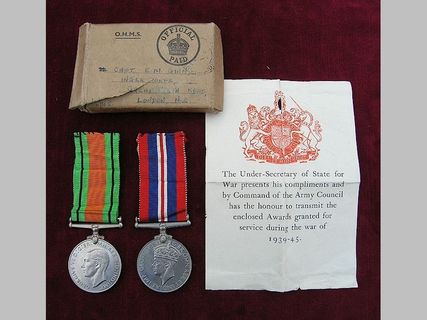 O.H.M.S.
OFFICIAL
PAID
LONDON
The Under-Secretary of State for
War presents his compliments and
by Command of the Army Council
has the honour to transmit the
enclosed Awards granted for
service during the war of
1939-45.